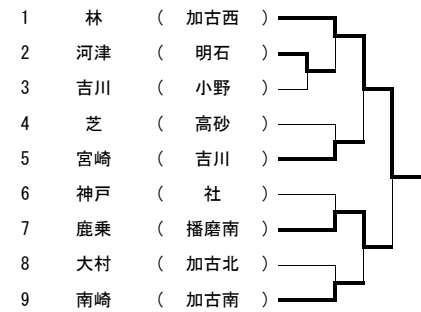 1 林 ( 加古西 )
2 河津 ( 明石 )
3 吉川 ( 小野 )
4 芝 ( 高砂 )
5 宮崎 ( 吉川 )
6 神戸 ( 社 )
7 鹿乗 ( 播磨南 )
8 大村 ( 加古北 )
9 南崎 ( 加古南 )